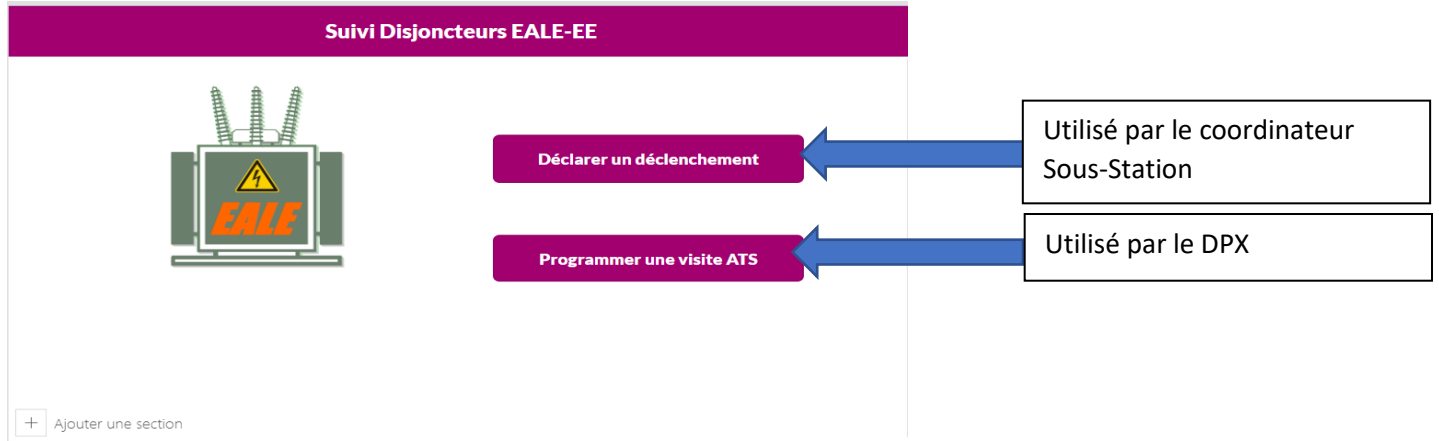 Suivi Disjoncteurs EALE-EE
EALE
Déclarer un déclenchement
Utilisé par le coordinateur
Sous-Station
Programmer une visite ATS
Utilisé par le DPX
Ajouter une section